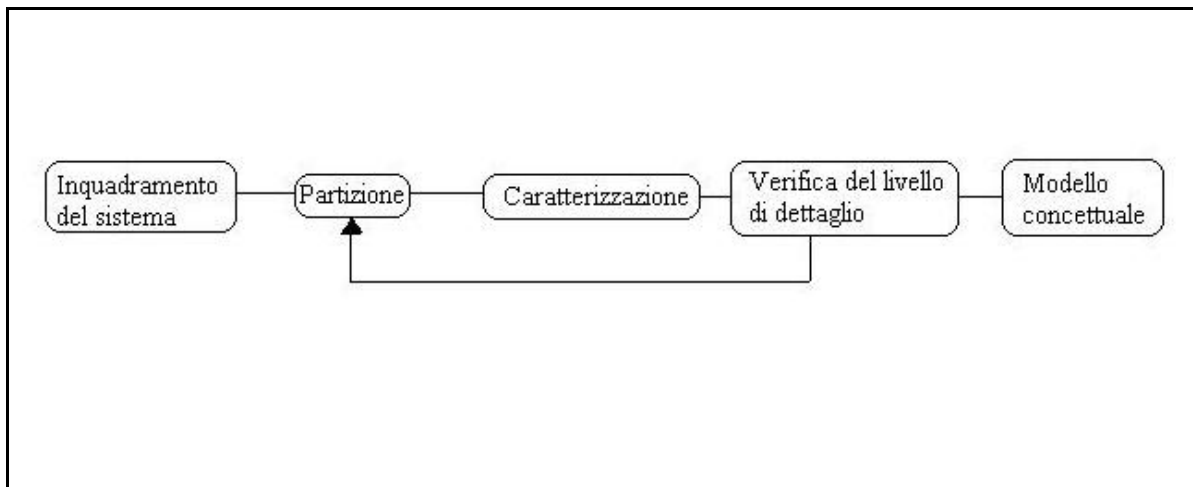 Inquadramento
del sistema
Partizione
Caratterizzazione
Verifica del livello
di dettaglio
Modello
concettuale